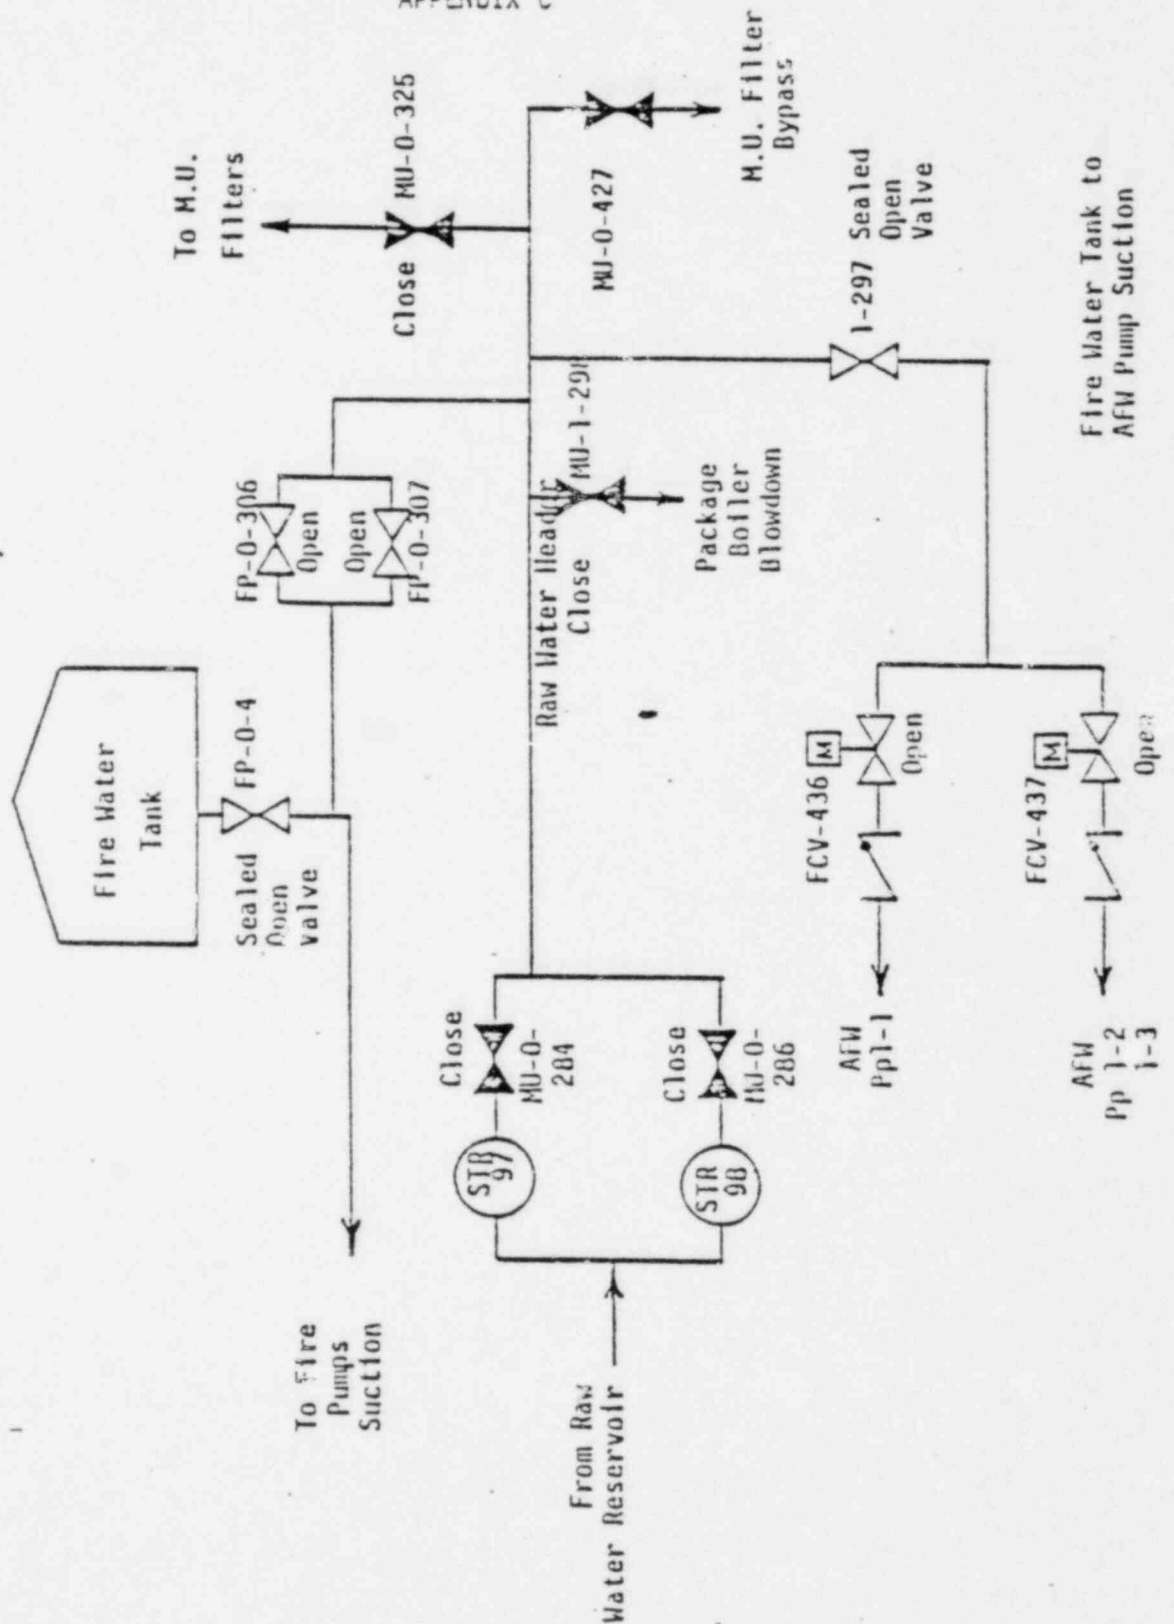 APPENDIX C
Fire Water
Tank
FP-0-4
Sealed
Open
Valve
To Fire
Pumps
Suction
FP-0-306
Open
Open
FP-0-307
To M.U.
Filters
MU-0-325
Close
M.U. Filter
Bypass
MU-0-427
Raw Water Header
MU-1-298
Close
Package
Boiler
Blowdown
1-297 Sealed
Open
Valve
Close
MU-0-
284
STR
97
Close
MU-0-
286
STR
98
From Raw
Water Reservoir
FCV-436
M
Open
AFW
Pp1-1
FCV-437
M
Open
AFW
Pp 1-2
1-3
Fire Water Tank to
AFW Pump Suction